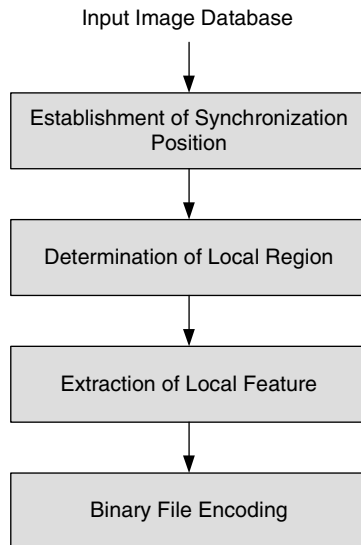 Input Image Database
Establishment of Synchronization
Position
Determination of Local Region
Extraction of Local Feature
Binary File Encoding